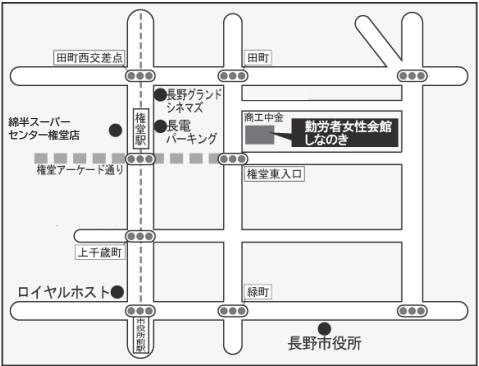 田町西交差点
田町
長野グランド
シネマズ
綿半スーパー
センター権堂店
権堂駅
長電
パーキング
商工中金
勤労者女性会館
しなのき
権堂アーケード通り
権堂東入口
上千歳町
ロイヤルホスト
緑町
市役所前駅
長野市役所